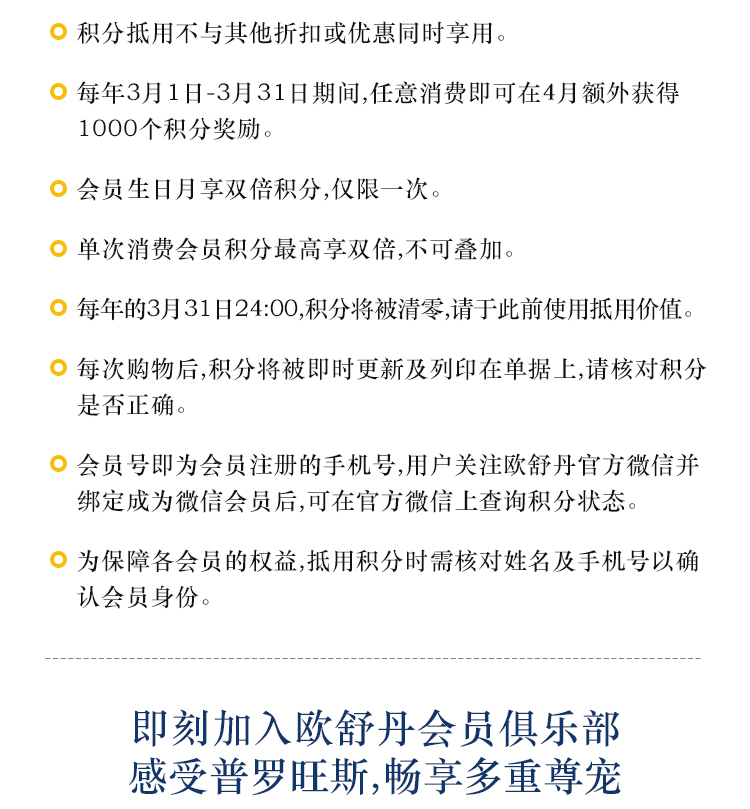 积分抵用不与其他折扣或优惠同时享用。
每年3月1日-3月31日期间,任意消费即可在4月额外获得
1000个积分奖励。
会员生日月享双倍积分,仅限一次。
单次消费会员积分最高享双倍,不可叠加。
每年的3月31日24:00,积分将被清零,请于此前使用抵用价值。
每次购物后,积分将被即时更新及列印在单据上,请核对积分
是否正确。
会员号即为会员注册的手机号,用户关注欧舒丹官方微信并
绑定成为微信会员后,可在官方微信上查询积分状态。
为保障各会员的权益,抵用积分时需核对姓名及手机号以确
认会员身份。
即刻加入欧舒丹会员俱乐部
感受普罗旺斯,畅享多重尊宠